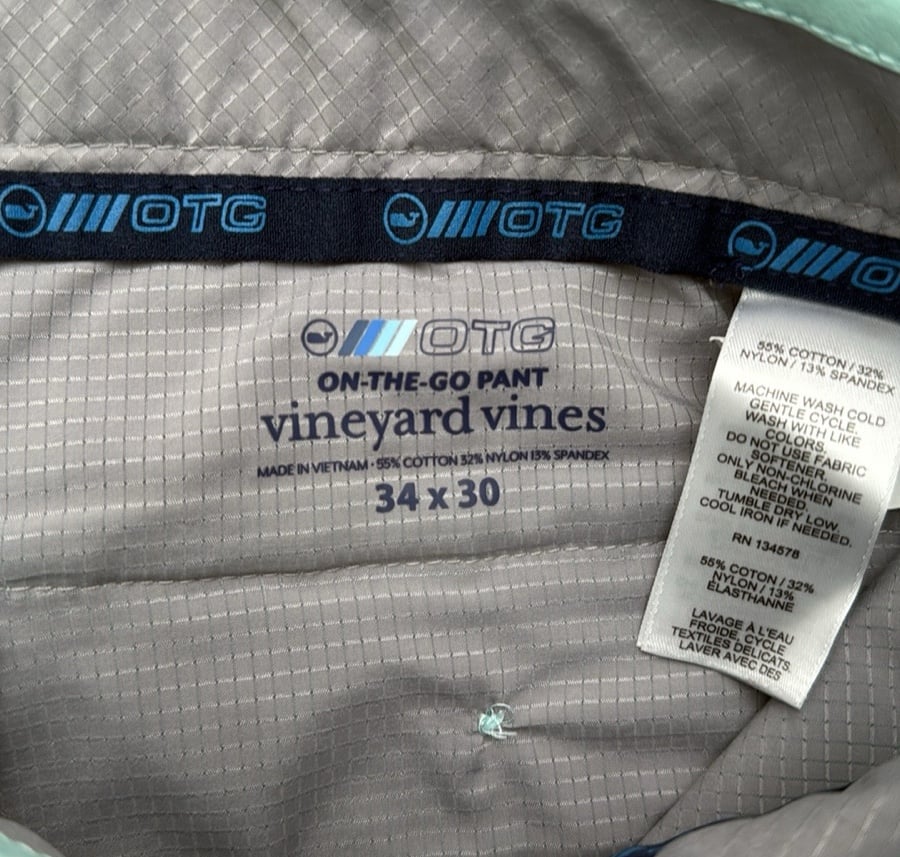 OTG OTG O
OTG
ON-THE-GO PANT
vineyard vines
MADE IN VIETNAM · 55% COTTON 32% NYLON 13% SPANDEX
34 x 30
55% COTTON / 32%
NYLON / 13% SPANDEX
MACHINE WASH COLD
GENTLE CYCLE.
WASH WITH LIKE
COLORS.
DO NOT USE FABRIC
SOFTENER.
ONLY NON-CHLORINE
BLEACH WHEN
NEEDED.
TUMBLE DRY LOW.
COOL IRON IF NEEDED.
RN 134578
55% COTON / 32%
NYLON / 13%
ÉLASTHANNE
LAVAGE À L'EAU
FROIDE, CYCLE
TEXTILES DÉLICATS.
LAVER AVEC DES